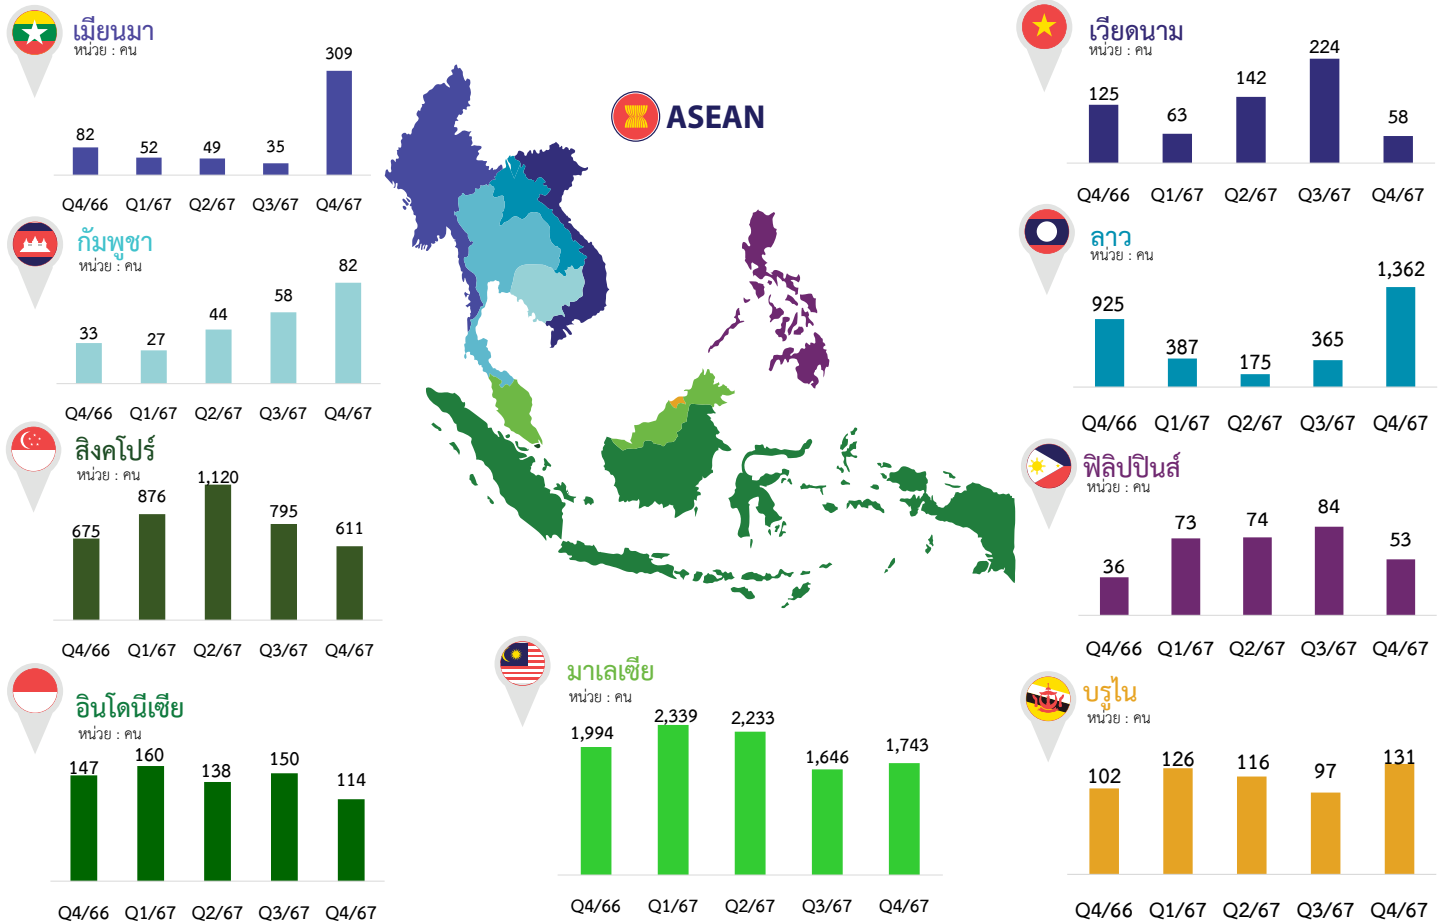 เมียนมา
หน่วย : คน
82 52 49 35 309
Q4/66 Q1/67 Q2/67 Q3/67 Q4/67
กัมพูชา
หน่วย : คน
33 27 44 58 82
Q4/66 Q1/67 Q2/67 Q3/67 Q4/67
สิงคโปร์
หน่วย : คน
675 876 1,120 795 611
Q4/66 Q1/67 Q2/67 Q3/67 Q4/67
อินโดนีเซีย
หน่วย : คน
147 160 138 150 114
Q4/66 Q1/67 Q2/67 Q3/67 Q4/67
ASEAN
มาเลเซีย
หน่วย : คน
1,994 2,339 2,233 1,646 1,743
Q4/66 Q1/67 Q2/67 Q3/67 Q4/67
เวียดนาม
หน่วย : คน
125 63 142 224 58
Q4/66 Q1/67 Q2/67 Q3/67 Q4/67
ลาว
หน่วย : คน
925 387 175 365 1,362
Q4/66 Q1/67 Q2/67 Q3/67 Q4/67
ฟิลิปปินส์
หน่วย : คน
36 73 74 84 53
Q4/66 Q1/67 Q2/67 Q3/67 Q4/67
บรูไน
หน่วย : คน
102 126 116 97 131
Q4/66 Q1/67 Q2/67 Q3/67 Q4/67